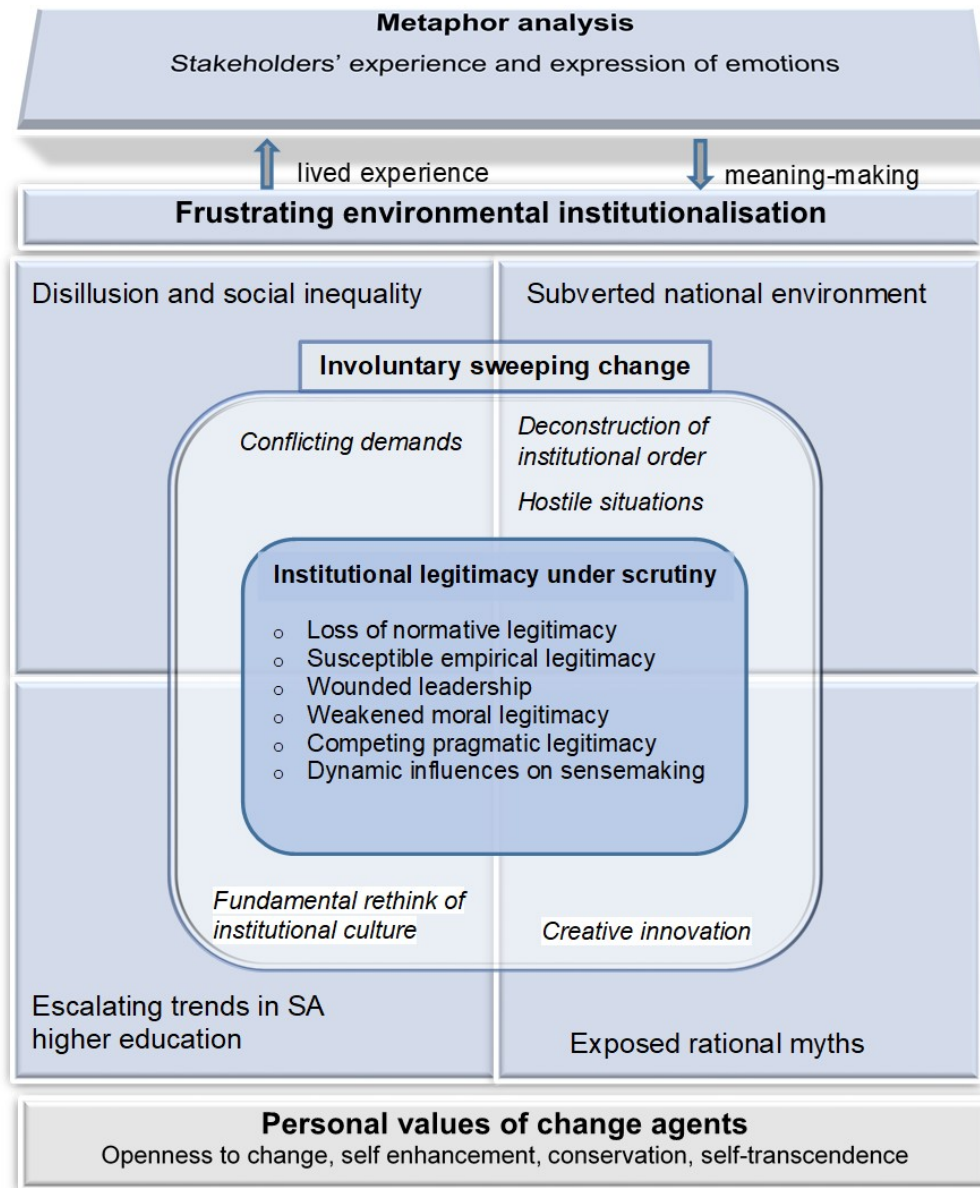 Metaphor analysis
Stakeholders' experience and expression of emotions
lived experience
meaning-making
Frustrating environmental institutionalisation
Disillusion and social inequality
Subverted national environment
Involuntary sweeping change
Conflicting demands
Deconstruction of
institutional order
Hostile situations
Institutional legitimacy under scrutiny
o Loss of normative legitimacy
o Susceptible empirical legitimacy
o Wounded leadership
o Weakened moral legitimacy
o Competing pragmatic legitimacy
o Dynamic influences on sensemaking
Fundamental rethink of
institutional culture
Creative innovation
Escalating trends in SA
higher education
Exposed rational myths
Personal values of change agents
Openness to change, self enhancement, conservation, self-transcendence